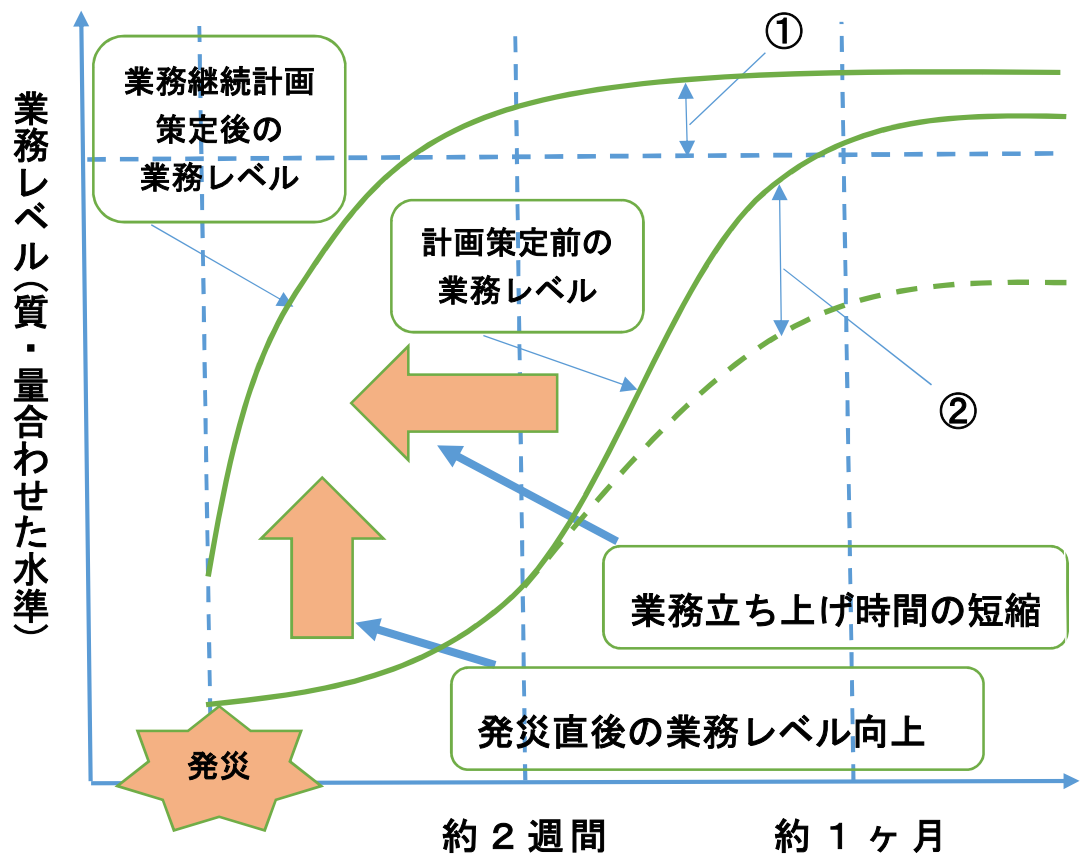 ①
業務継続計画
策定後の
業務レベル
業務レベル（質・量合わせた水準）
計画策定前の
業務レベル
②
業務立ち上げ時間の短縮
発災直後の業務レベル向上
発災
約２週間
約１ヶ月